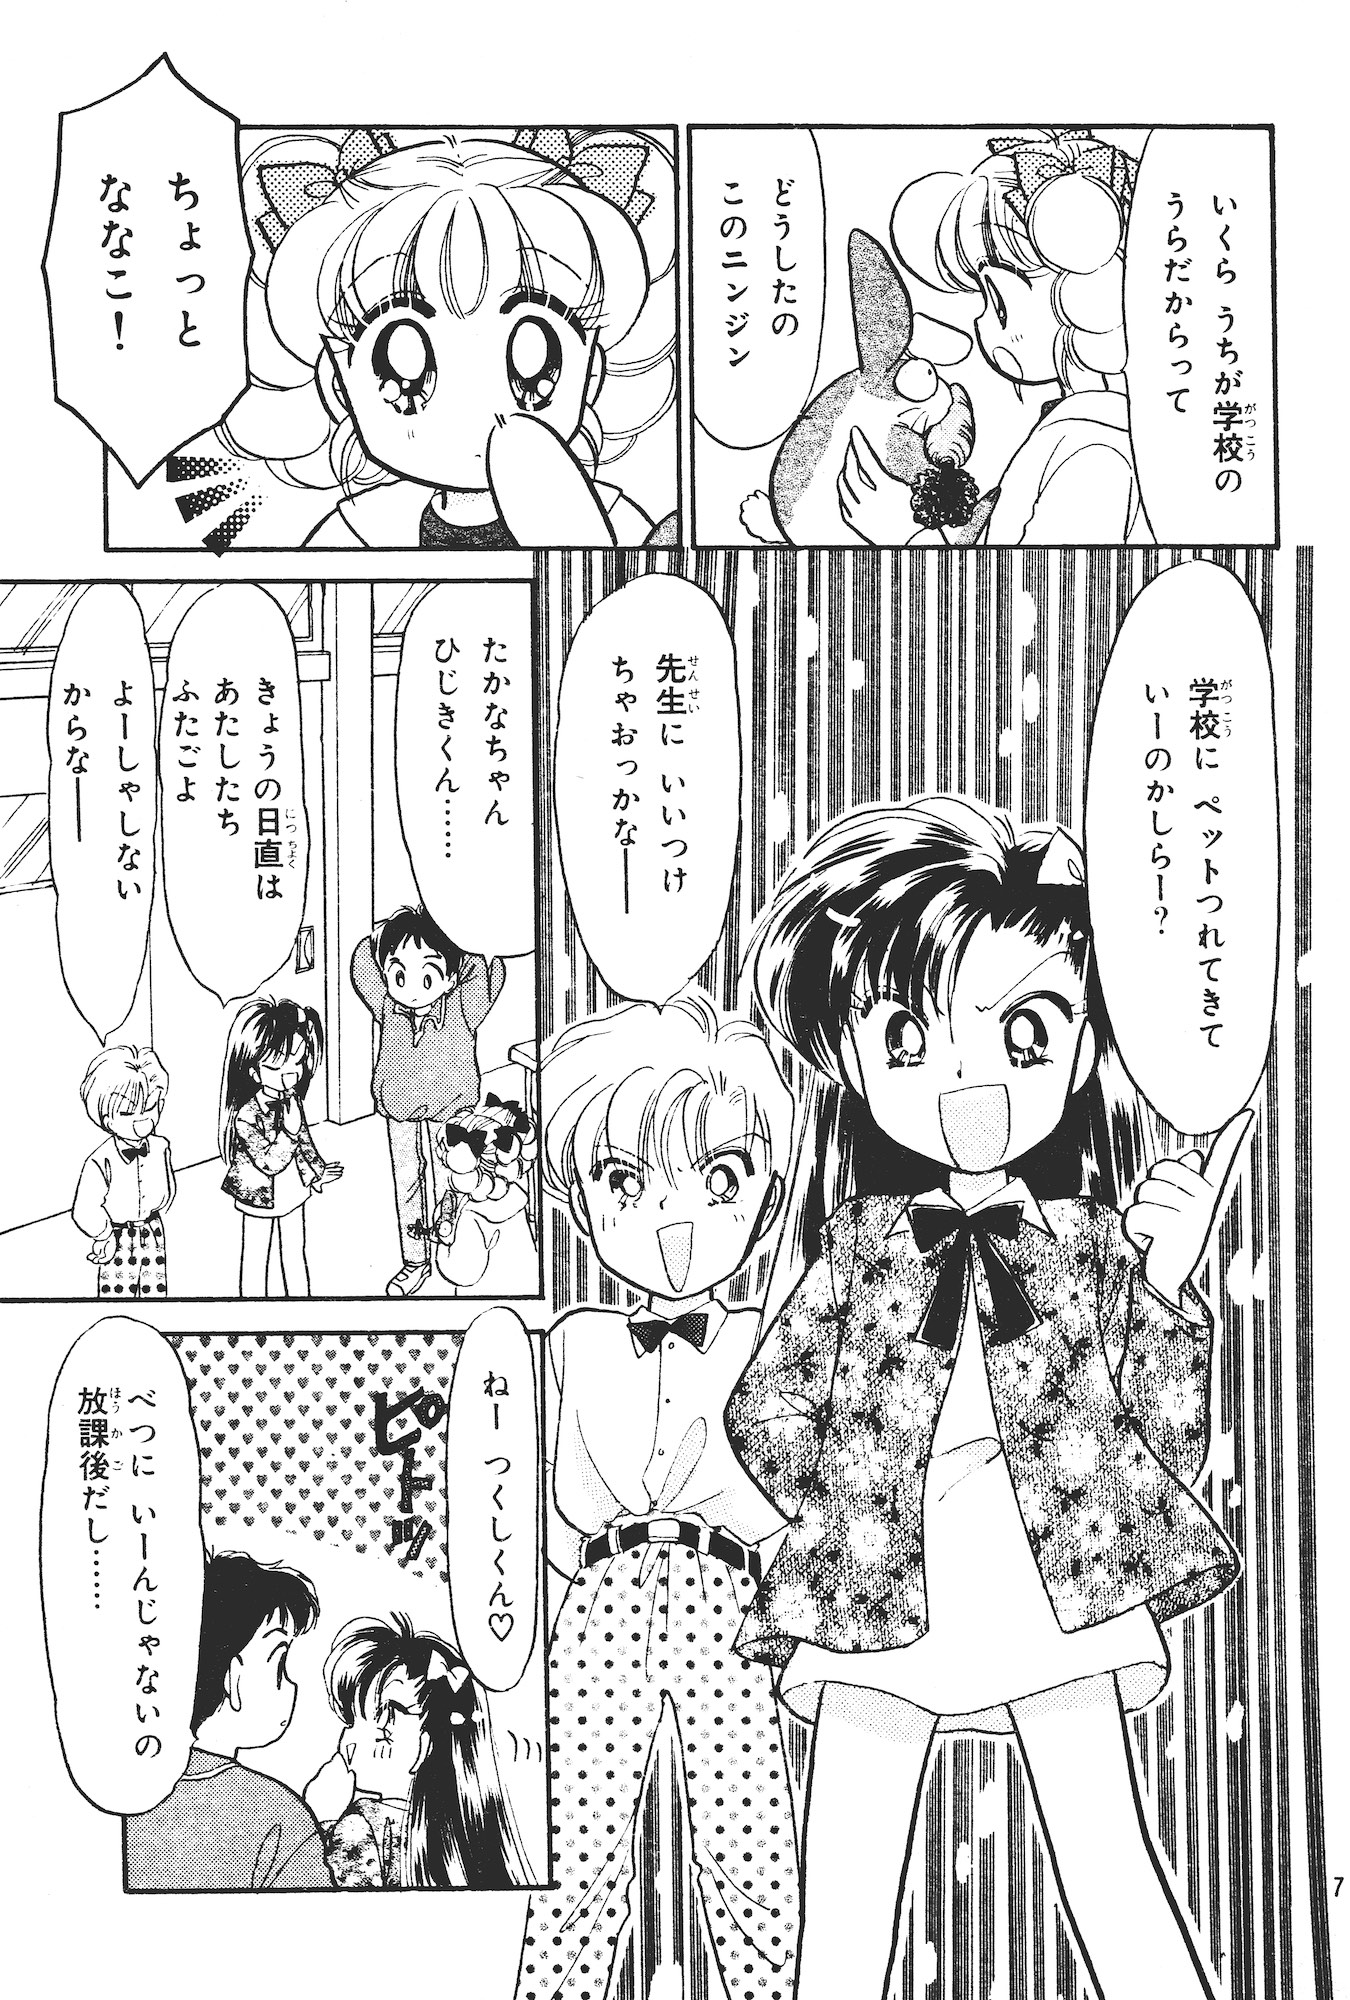 いくら うちが学校の
うらだからって
どうしたの
このニンジン
ちょっと
ななこ!
学校に ペットつれてきて
いーのかしらー?
先生に いいつけ
ちゃおっかなー
たかなちゃん
ひじきくん……
きょうの日直は
あたしたち
ふたごよ
よーしゃしない
からなー
ねー つくしくん♡
ピトッ
べつに いーんじゃないの
放課後だし……
7